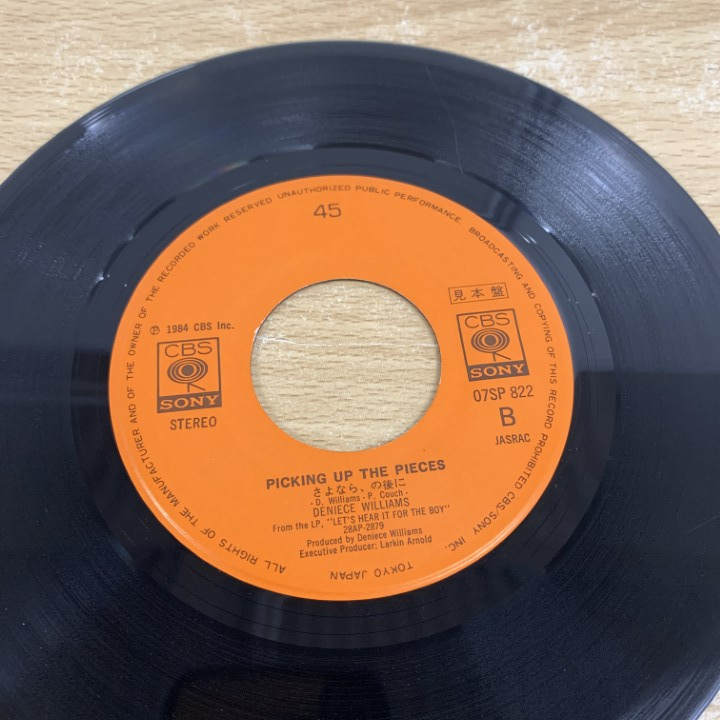 ALL RIGHTS OF THE MANUFACTURER AND OF THE OWNER OF THE RECORDED WORK RESERVED UNAUTHORIZED PUBLIC PERFORMANCE. BROADCASTING AND COPYING OF THIS RECORD PROHIBITED CBS/SONY INC.
45
見本盤
℗ 1984 CBS Inc.
CBS
SONY
STEREO
CBS
SONY
07SP 822
B
JASRAC
PICKING UP THE PIECES
さよなら、の後に
- D. Williams - P. Couch -
DENIECE WILLIAMS
From the LP, "LET'S HEAR IT FOR THE BOY"
28AP-2879
Produced by Deniece Williams
Executive Producer: Larkin Arnold
TOKYO JAPAN